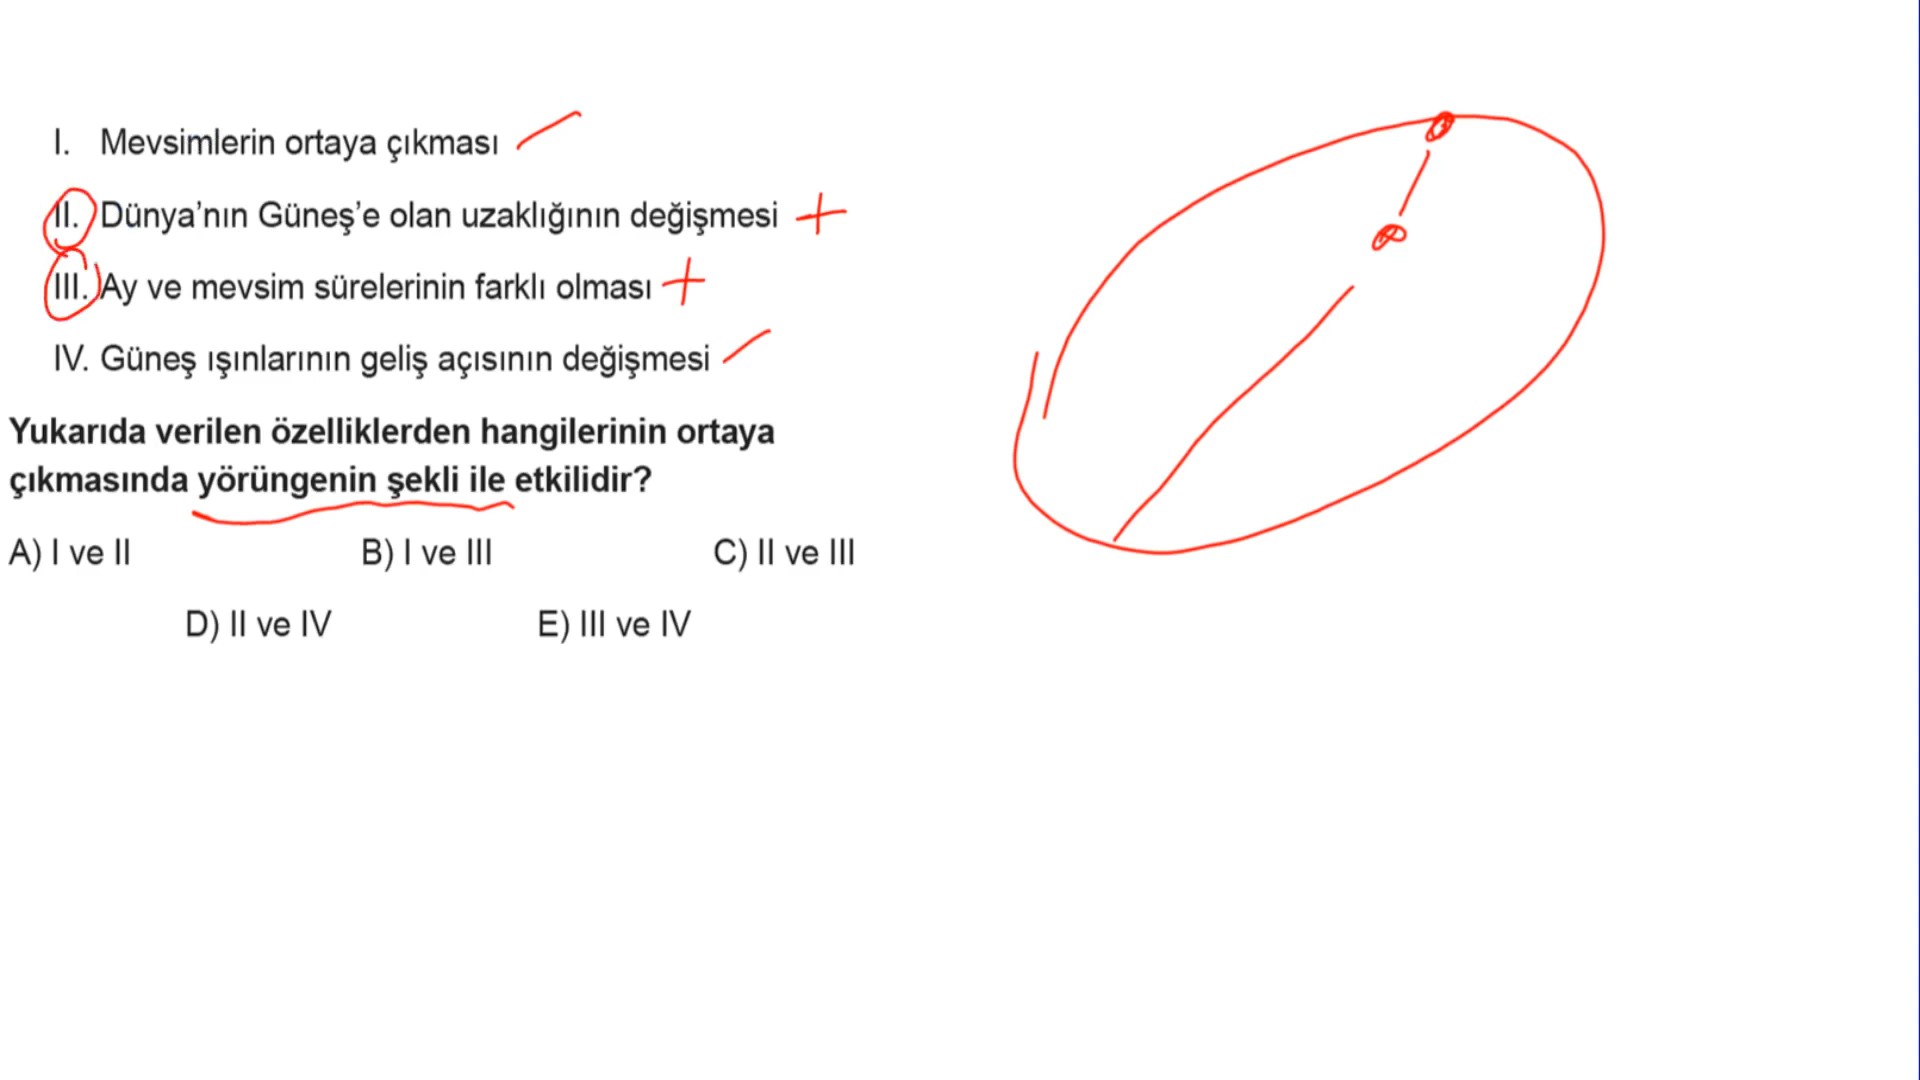 I. Mevsimlerin ortaya çıkması
II. Dünya’nın Güneş’e olan uzaklığının değişmesi +
III. Ay ve mevsim sürelerinin farklı olması +
IV. Güneş ışınlarının geliş açısının değişmesi
Yukarıda verilen özelliklerden hangilerinin ortaya
çıkmasında yörüngenin şekli ile etkilidir?
A) I ve II B) I ve III C) II ve III
D) II ve IV E) III ve IV